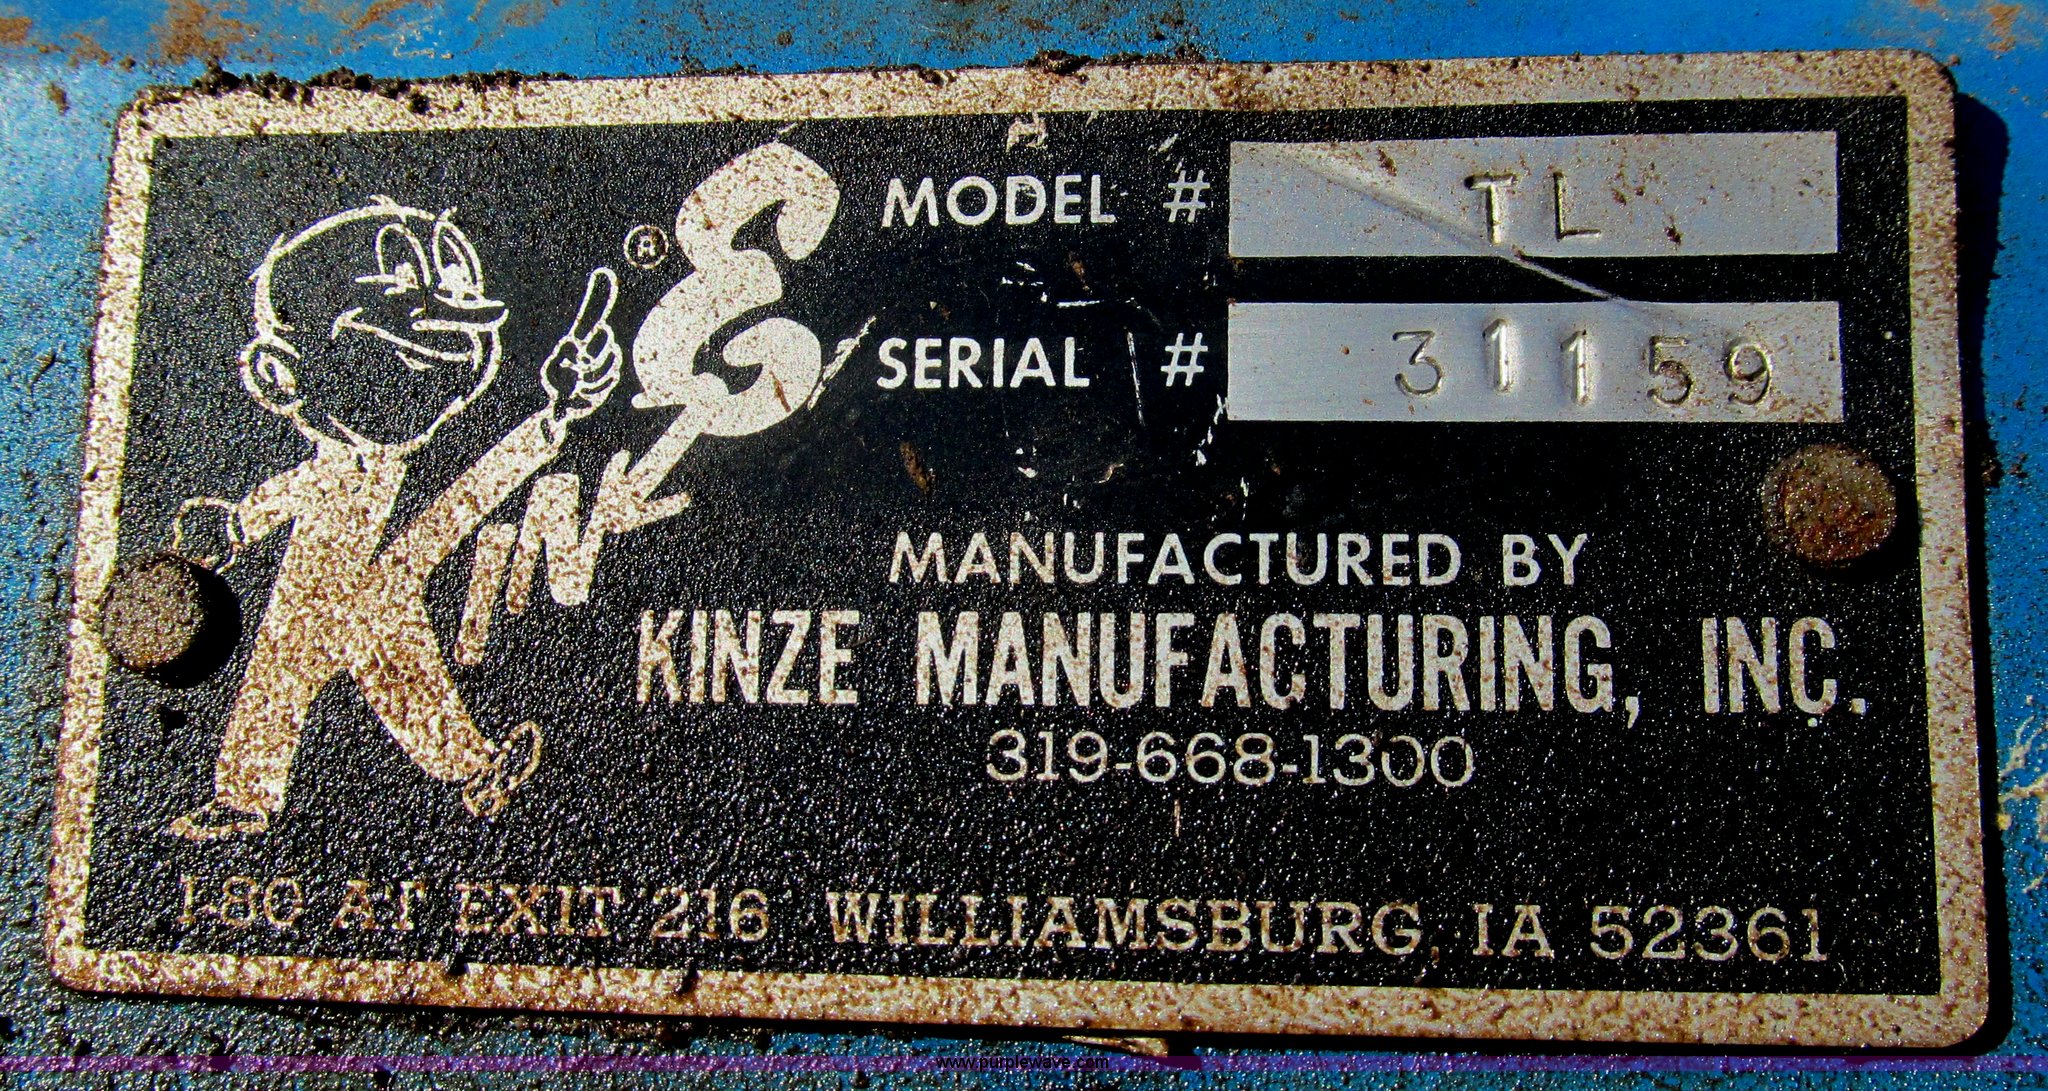 KINZE ®
MODEL # TL
SERIAL # 31159
MANUFACTURED BY
KINZE MANUFACTURING, INC.
319-668-1300
I-80 AT EXIT 216 WILLIAMSBURG, IA 52361
www.purplewave.com